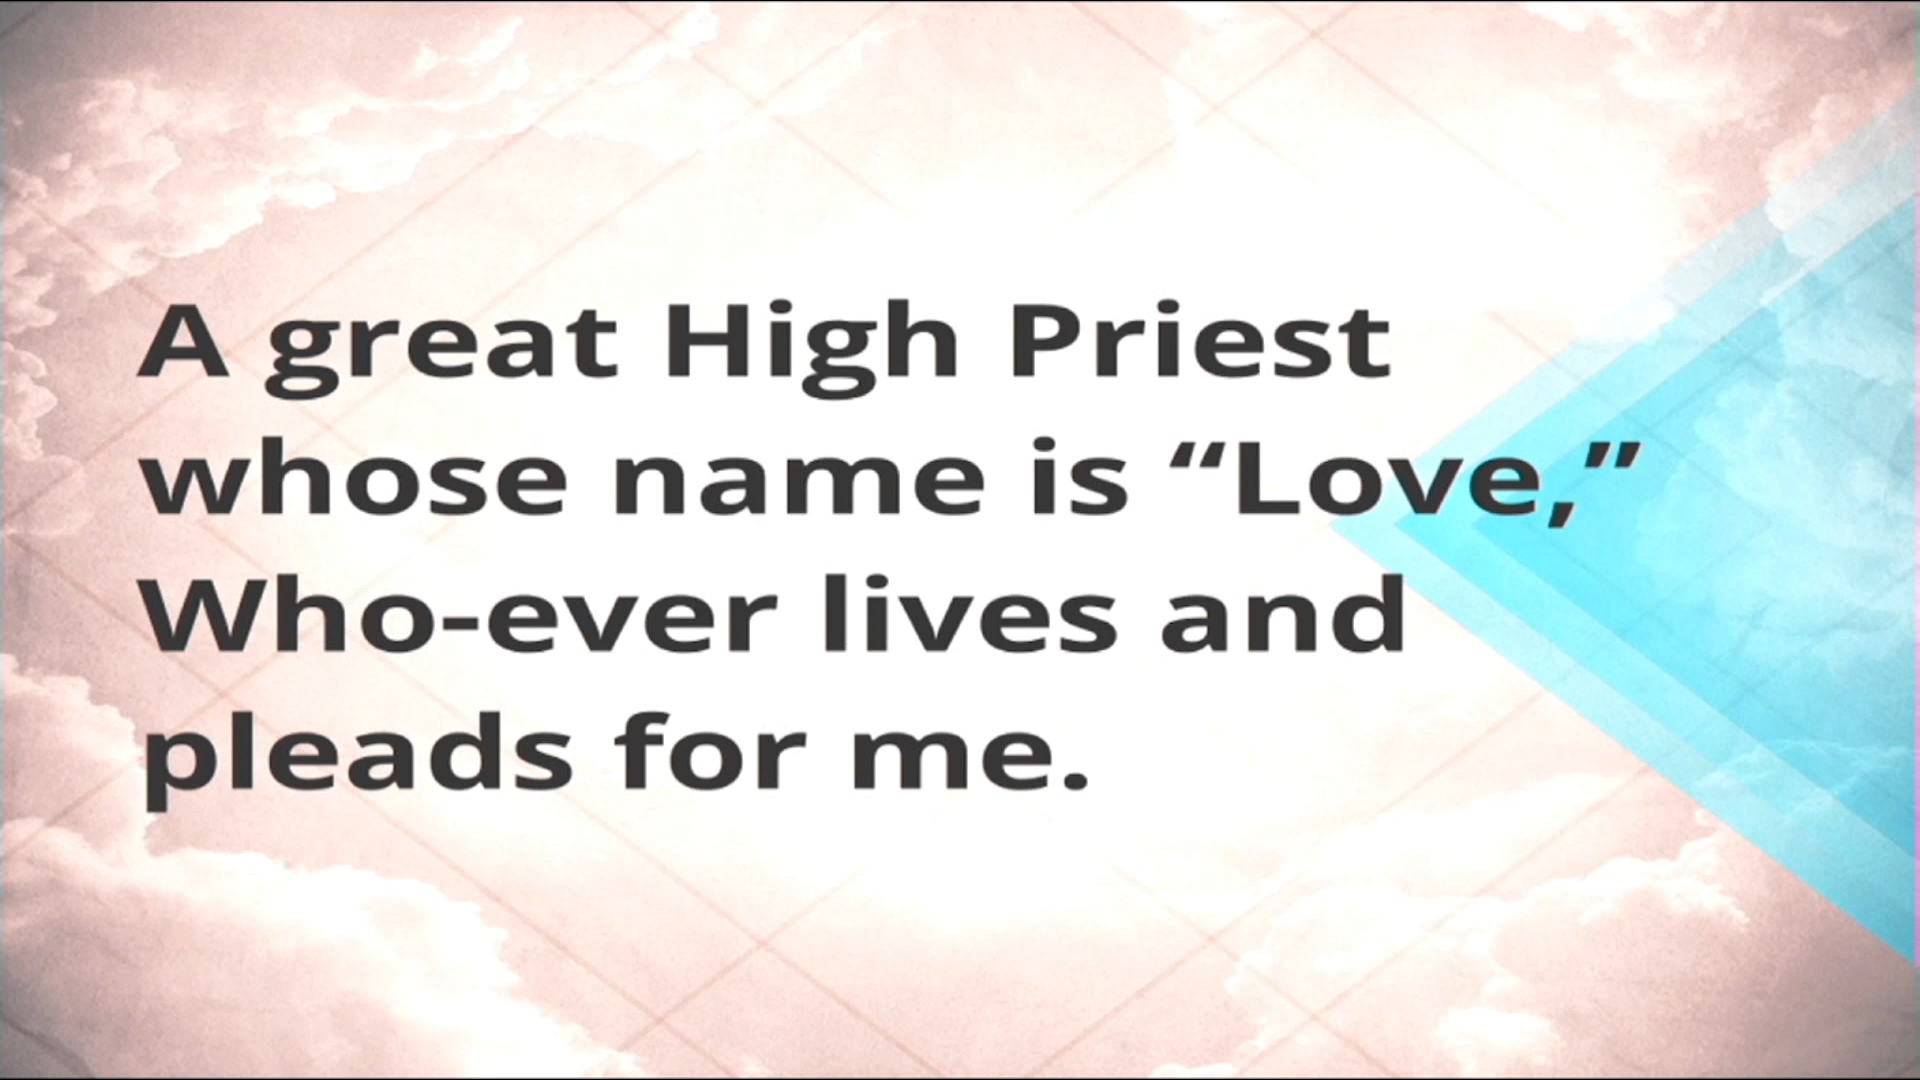 A great High Priest
whose name is “Love,”
Who-ever lives and
pleads for me.